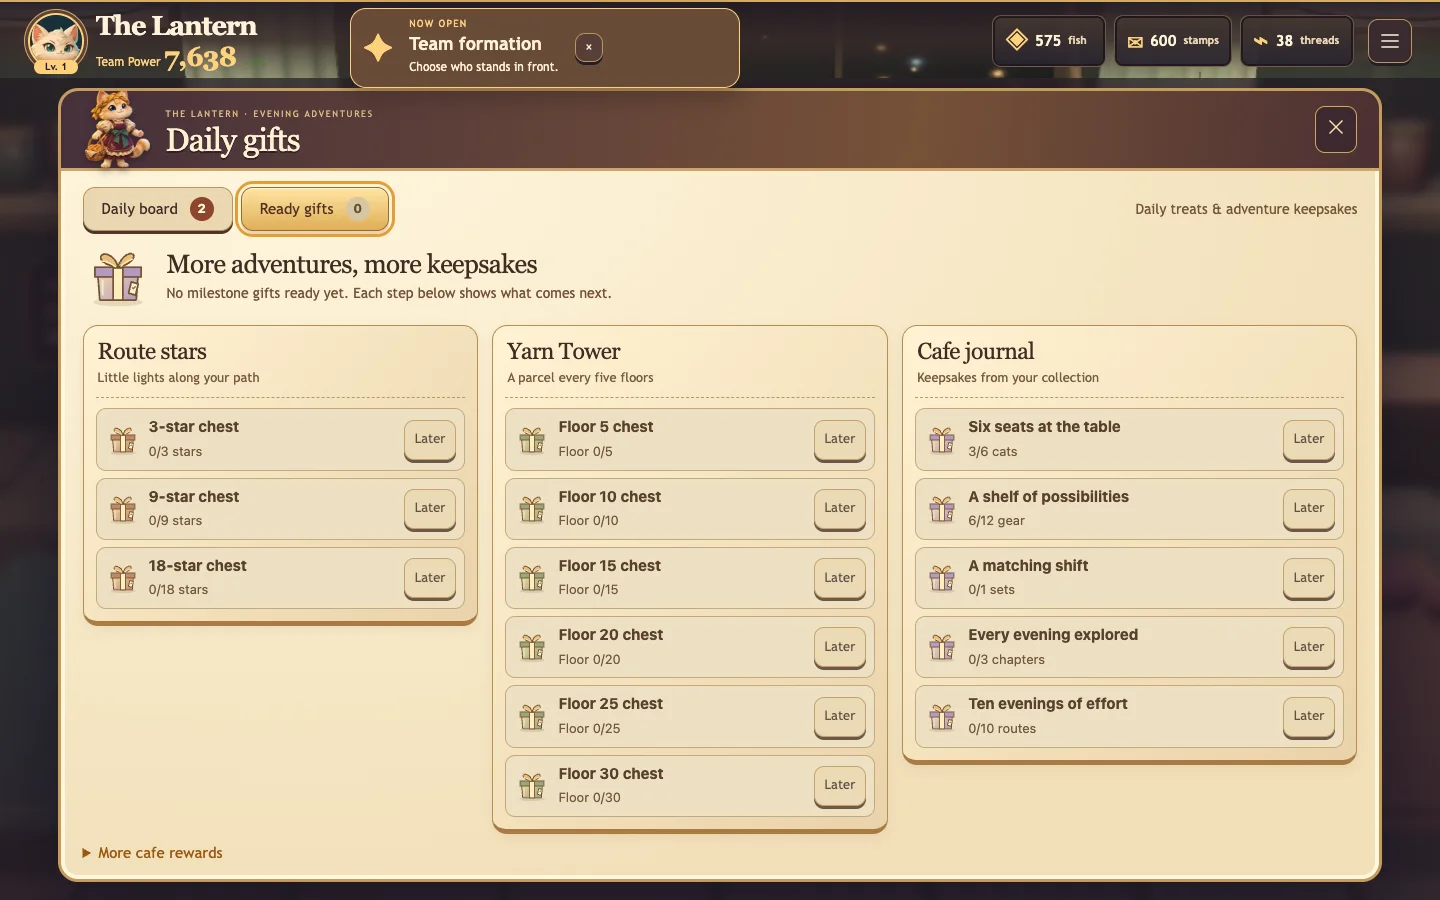 The Lantern
Team Power 7,638
Lv. 1
NOW OPEN
Team formation
Choose who stands in front.
×
575 fish
600 stamps
38 threads
THE LANTERN · EVENING ADVENTURES
Daily gifts
Daily board 2
Ready gifts 0
Daily treats & adventure keepsakes
More adventures, more keepsakes
No milestone gifts ready yet. Each step below shows what comes next.
Route stars
Little lights along your path
3-star chest
0/3 stars
Later
9-star chest
0/9 stars
Later
18-star chest
0/18 stars
Later
Yarn Tower
A parcel every five floors
Floor 5 chest
Floor 0/5
Later
Floor 10 chest
Floor 0/10
Later
Floor 15 chest
Floor 0/15
Later
Floor 20 chest
Floor 0/20
Later
Floor 25 chest
Floor 0/25
Later
Floor 30 chest
Floor 0/30
Later
Cafe journal
Keepsakes from your collection
Six seats at the table
3/6 cats
Later
A shelf of possibilities
6/12 gear
Later
A matching shift
0/1 sets
Later
Every evening explored
0/3 chapters
Later
Ten evenings of effort
0/10 routes
Later
More cafe rewards